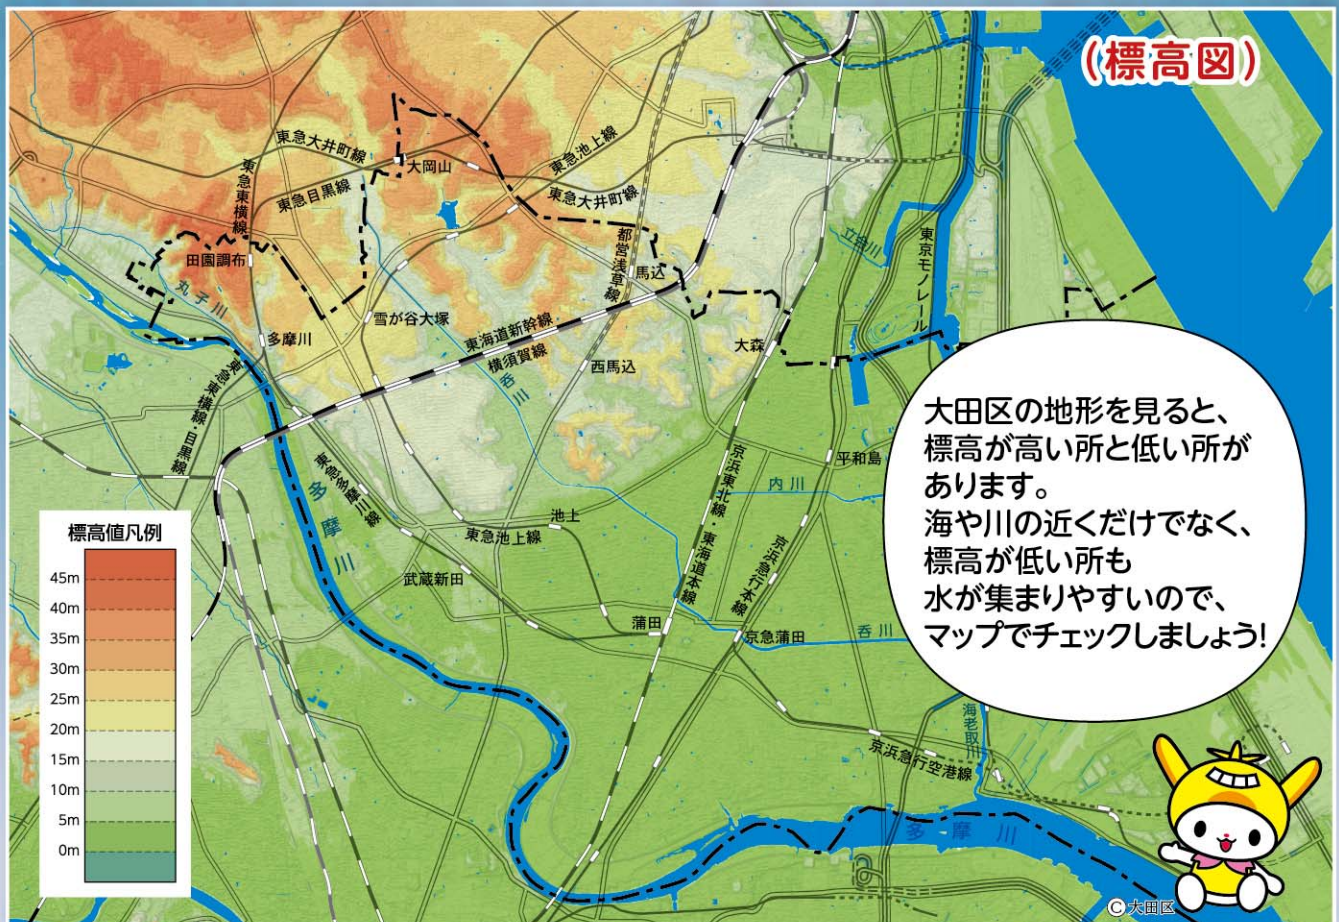 (標高図)
東急大井町線
大岡山
東急池上線
東急目黒線
東急大井町線
東急東横線
田園調布
丸子川
都営浅草線
馬込
立会川
東京モノレール
雪が谷大塚
多摩川
東海道新幹線
横須賀線
大森
西馬込
呑川
東急東横線・目黒線
東急多摩川線
多摩川
平和島
内川
京浜東北線・東海道本線
京浜急行本線
池上
東急池上線
武蔵新田
蒲田
京急蒲田
呑川
海老取川
京浜急行空港線
多摩川
大田区の地形を見ると、
標高が高い所と低い所が
あります。
海や川の近くだけでなく、
標高が低い所も
水が集まりやすいので、
マップでチェックしましょう!
標高値凡例
45m
40m
35m
30m
25m
20m
15m
10m
5m
0m
©大田区